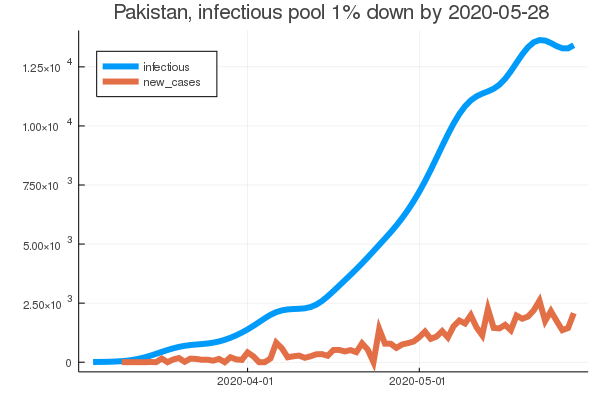 Pakistan, infectious pool 1% down by 2020-05-28
infectious
new_cases
1.25×10⁴
1.00×10⁴
7.50×10³
5.00×10³
2.50×10³
0
2020-04-01 2020-05-01